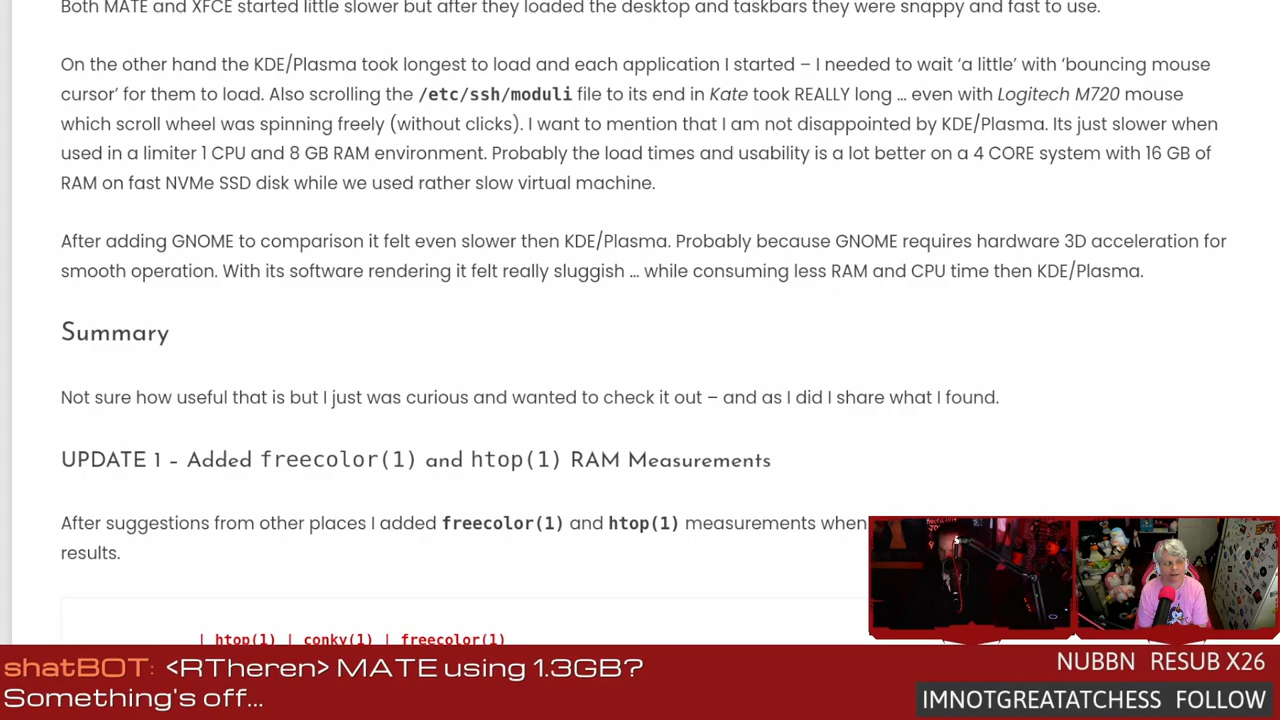 Both MATE and XFCE started little slower but after they loaded the desktop and taskbars they were snappy and fast to use.
On the other hand the KDE/Plasma took longest to load and each application I started – I needed to wait ‘a little’ with ‘bouncing mouse
cursor’ for them to load. Also scrolling the /etc/ssh/moduli file to its end in Kate took REALLY long … even with Logitech M720 mouse
which scroll wheel was spinning freely (without clicks). I want to mention that I am not disappointed by KDE/Plasma. Its just slower when
used in a limiter 1 CPU and 8 GB RAM environment. Probably the load times and usability is a lot better on a 4 CORE system with 16 GB of
RAM on fast NVMe SSD disk while we used rather slow virtual machine.
After adding GNOME to comparison it felt even slower then KDE/Plasma. Probably because GNOME requires hardware 3D acceleration for
smooth operation. With its software rendering it felt really sluggish … while consuming less RAM and CPU time then KDE/Plasma.
Summary
Not sure how useful that is but I just was curious and wanted to check it out – and as I did I share what I found.
UPDATE 1 – Added freecolor(1) and htop(1) RAM Measurements
After suggestions from other places I added freecolor(1) and htop(1) measurements when
results.
| htop(1) | conky(1) | freecolor(1)
shatBOT: <RTheren> MATE using 1.3GB?
Something's off...
NUBBN RESUB X26
IMNOTGREATATCHESS FOLLOW